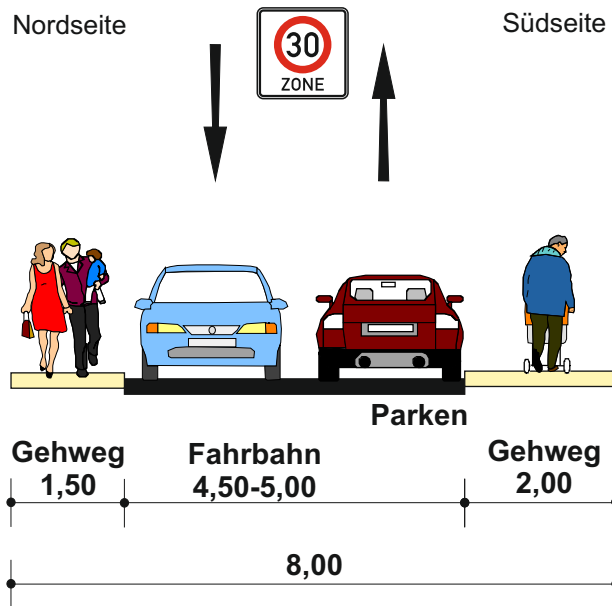 Nordseite
Südseite
30
ZONE
Parken
Gehweg
1,50
Fahrbahn
4,50-5,00
Gehweg
2,00
8,00